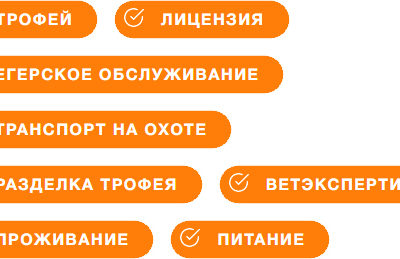 ТРОФЕЙ ЛИЦЕНЗИЯ
ЕГЕРСКОЕ ОБСЛУЖИВАНИЕ
ТРАНСПОРТ НА ОХОТЕ
РАЗДЕЛКА ТРОФЕЯ ВЕТЭКСПЕРТИ
ПРОЖИВАНИЕ ПИТАНИЕ